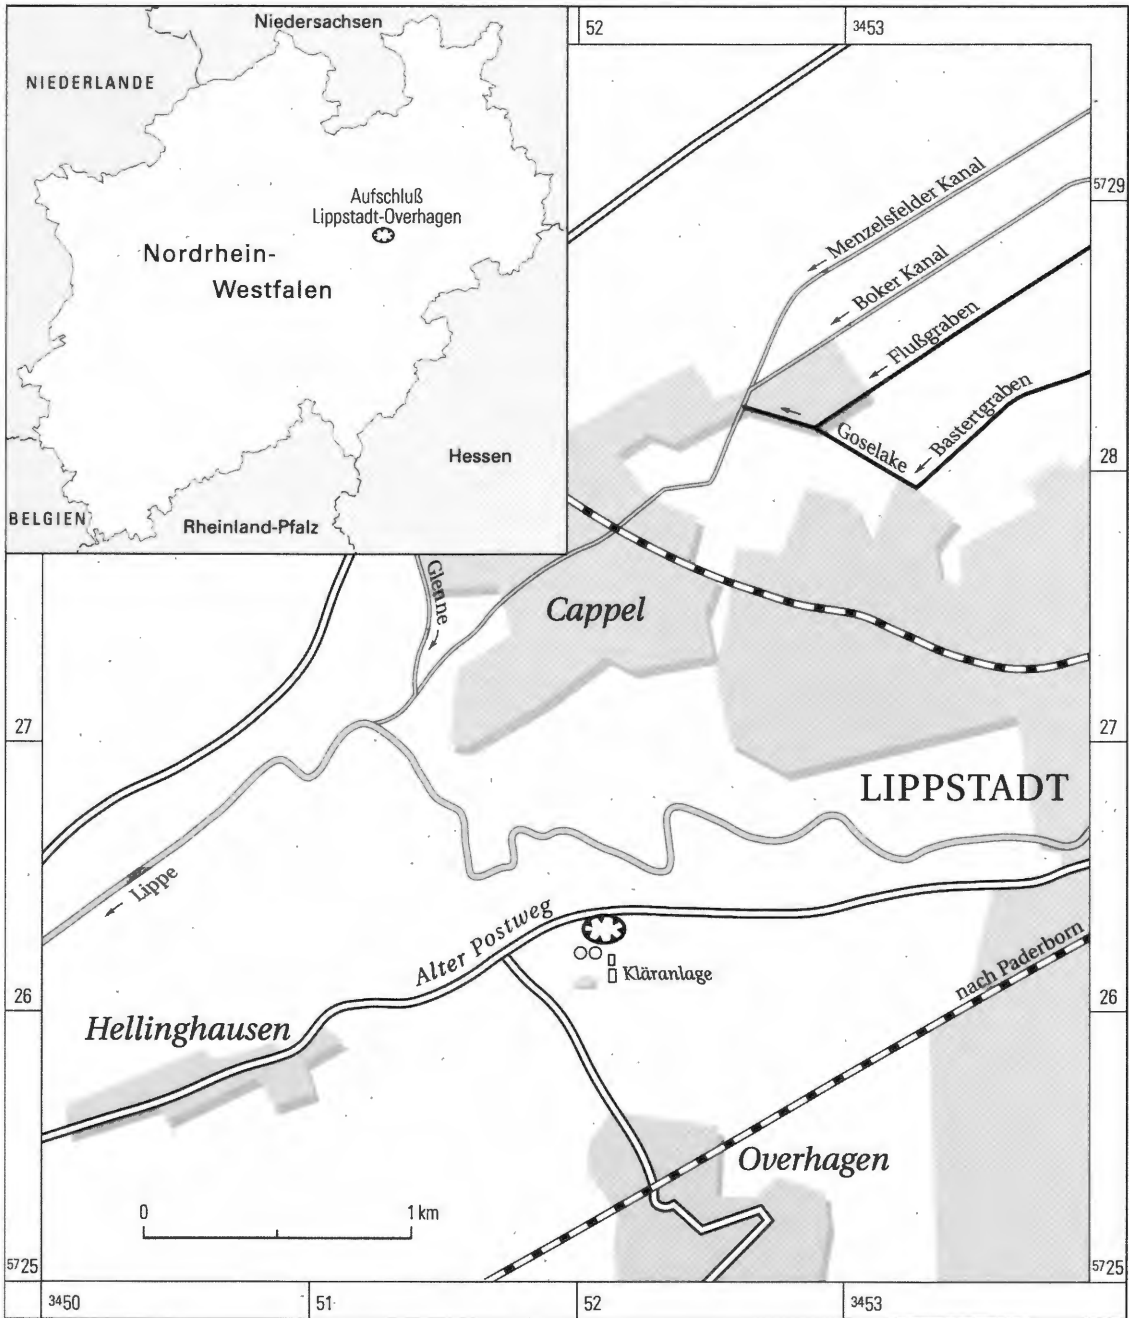 Niedersachsen
NIEDERLANDE
Aufschluß
Lippstadt-Overhagen
Nordrhein-
Westfalen
Hessen
BELGIEN
Rheinland-Pfalz
52
3453
Menzelsfelder Kanal
5729
Boker Kanal
Flußgraben
Bastertgraben
Goselake
28
Glenne
Cappel
27
27
LIPPSTADT
Lippe
Alter Postweg
Kläranlage
nach Paderborn
26
26
Hellinghausen
Overhagen
0
1 km
5725
5725
3450
51
52
3453